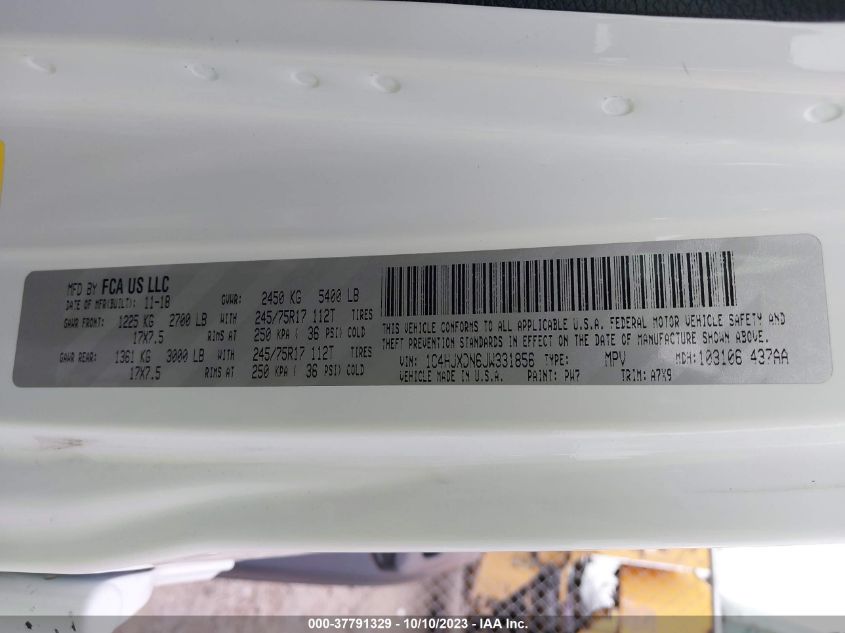 MFD BY FCA US LLC
DATE OF MFR(BUILT): 11-18 GVWR: 2450 KG 5400 LB
GAWR FRONT: 1225 KG 2700 LB WITH 245/75R17 112T TIRES
17X7.5 RIMS AT 250 KPA ( 36 PSI) COLD
GAWR REAR: 1361 KG 3000 LB WITH 245/75R17 112T TIRES
17X7.5 RIMS AT 250 KPA ( 36 PSI) COLD
THIS VEHICLE CONFORMS TO ALL APPLICABLE U.S.A. FEDERAL MOTOR VEHICLE SAFETY AND
THEFT PREVENTION STANDARDS IN EFFECT ON THE DATE OF MANUFACTURE SHOWN ABOVE.
VIN: 1C4HJXDN6JW331856 TYPE: MPV MDH:103106 437AA
VEHICLE MADE IN U.S.A. PAINT: PW7 TRIM: A7X9
000-37791329 - 10/10/2023 - IAA Inc.